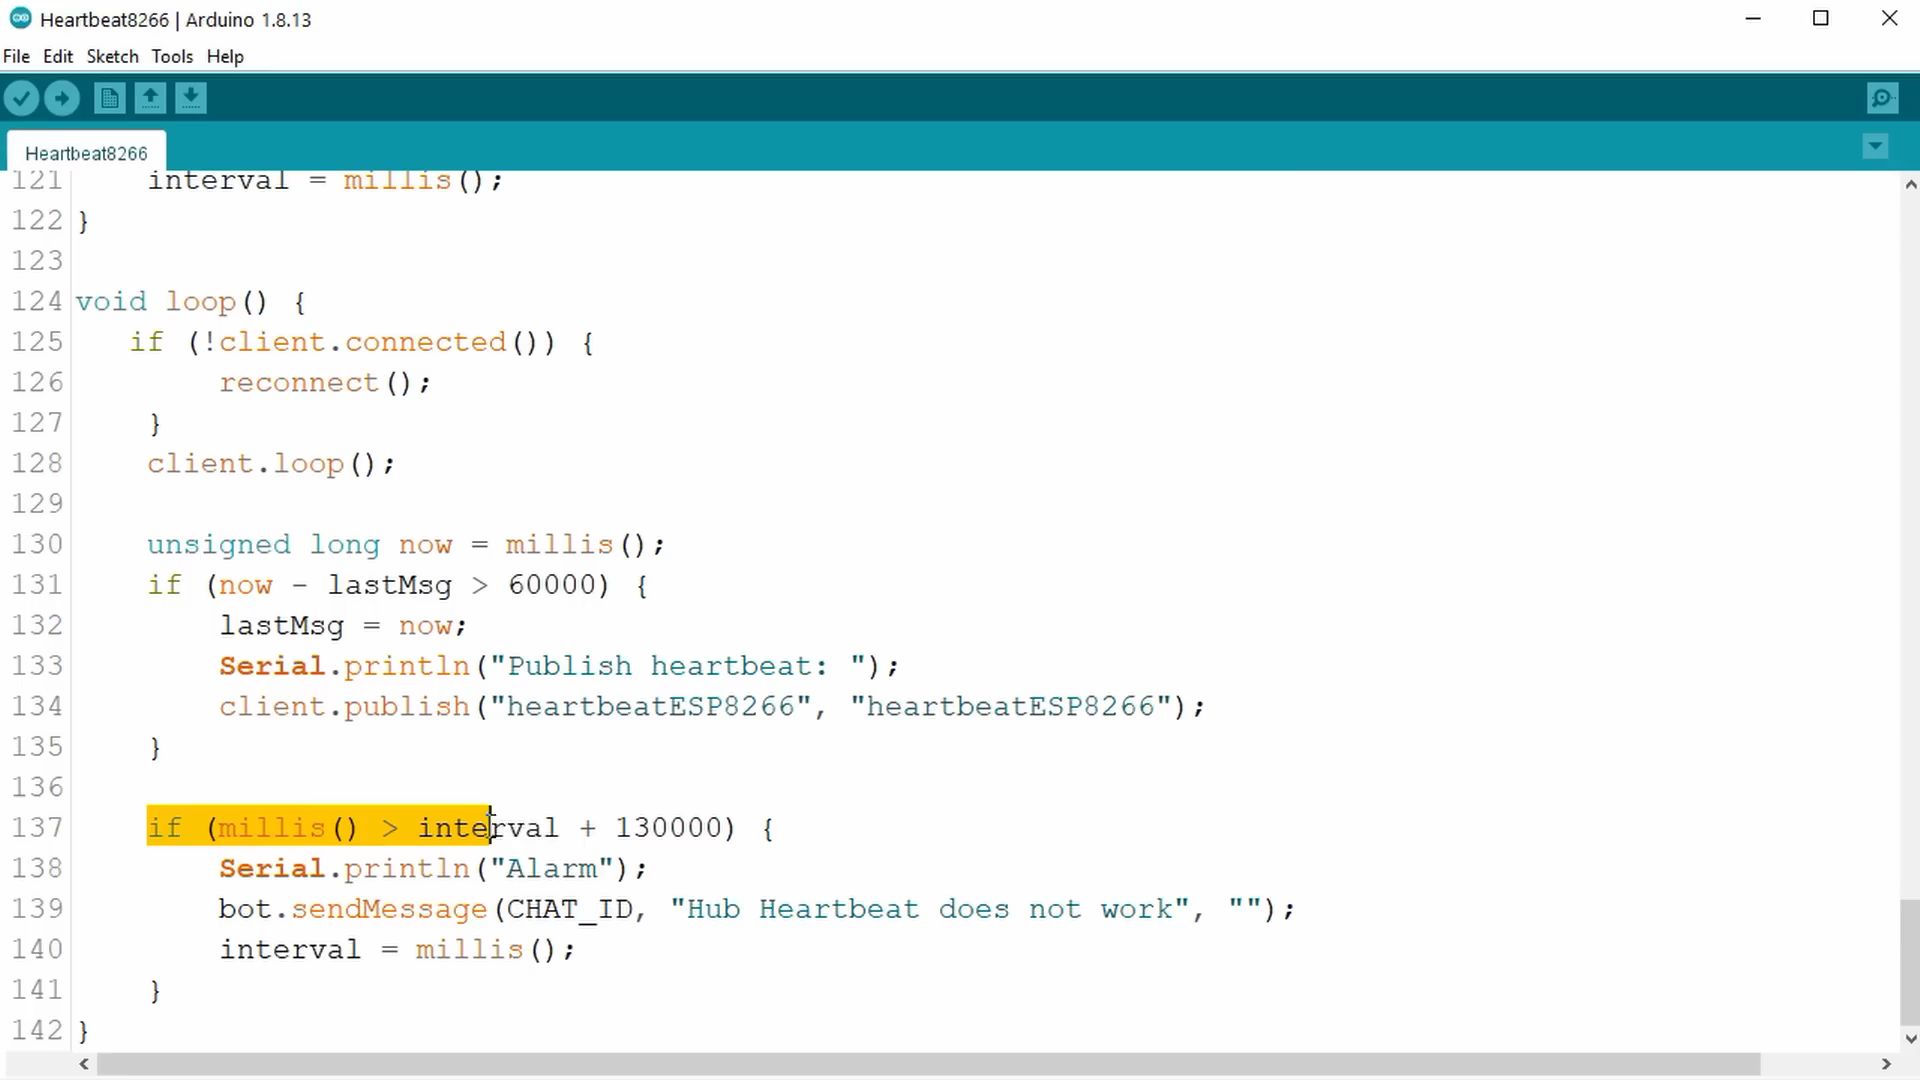 Heartbeat8266 | Arduino 1.8.13
File Edit Sketch Tools Help
Heartbeat8266
121 interval = millis();
122 }
123
124 void loop() {
125 if (!client.connected()) {
126 reconnect();
127 }
128 client.loop();
129
130 unsigned long now = millis();
131 if (now - lastMsg > 60000) {
132 lastMsg = now;
133 Serial.println("Publish heartbeat: ");
134 client.publish("heartbeatESP8266", "heartbeatESP8266");
135 }
136
137 if (millis() > interval + 130000) {
138 Serial.println("Alarm");
139 bot.sendMessage(CHAT_ID, "Hub Heartbeat does not work", "");
140 interval = millis();
141 }
142 }